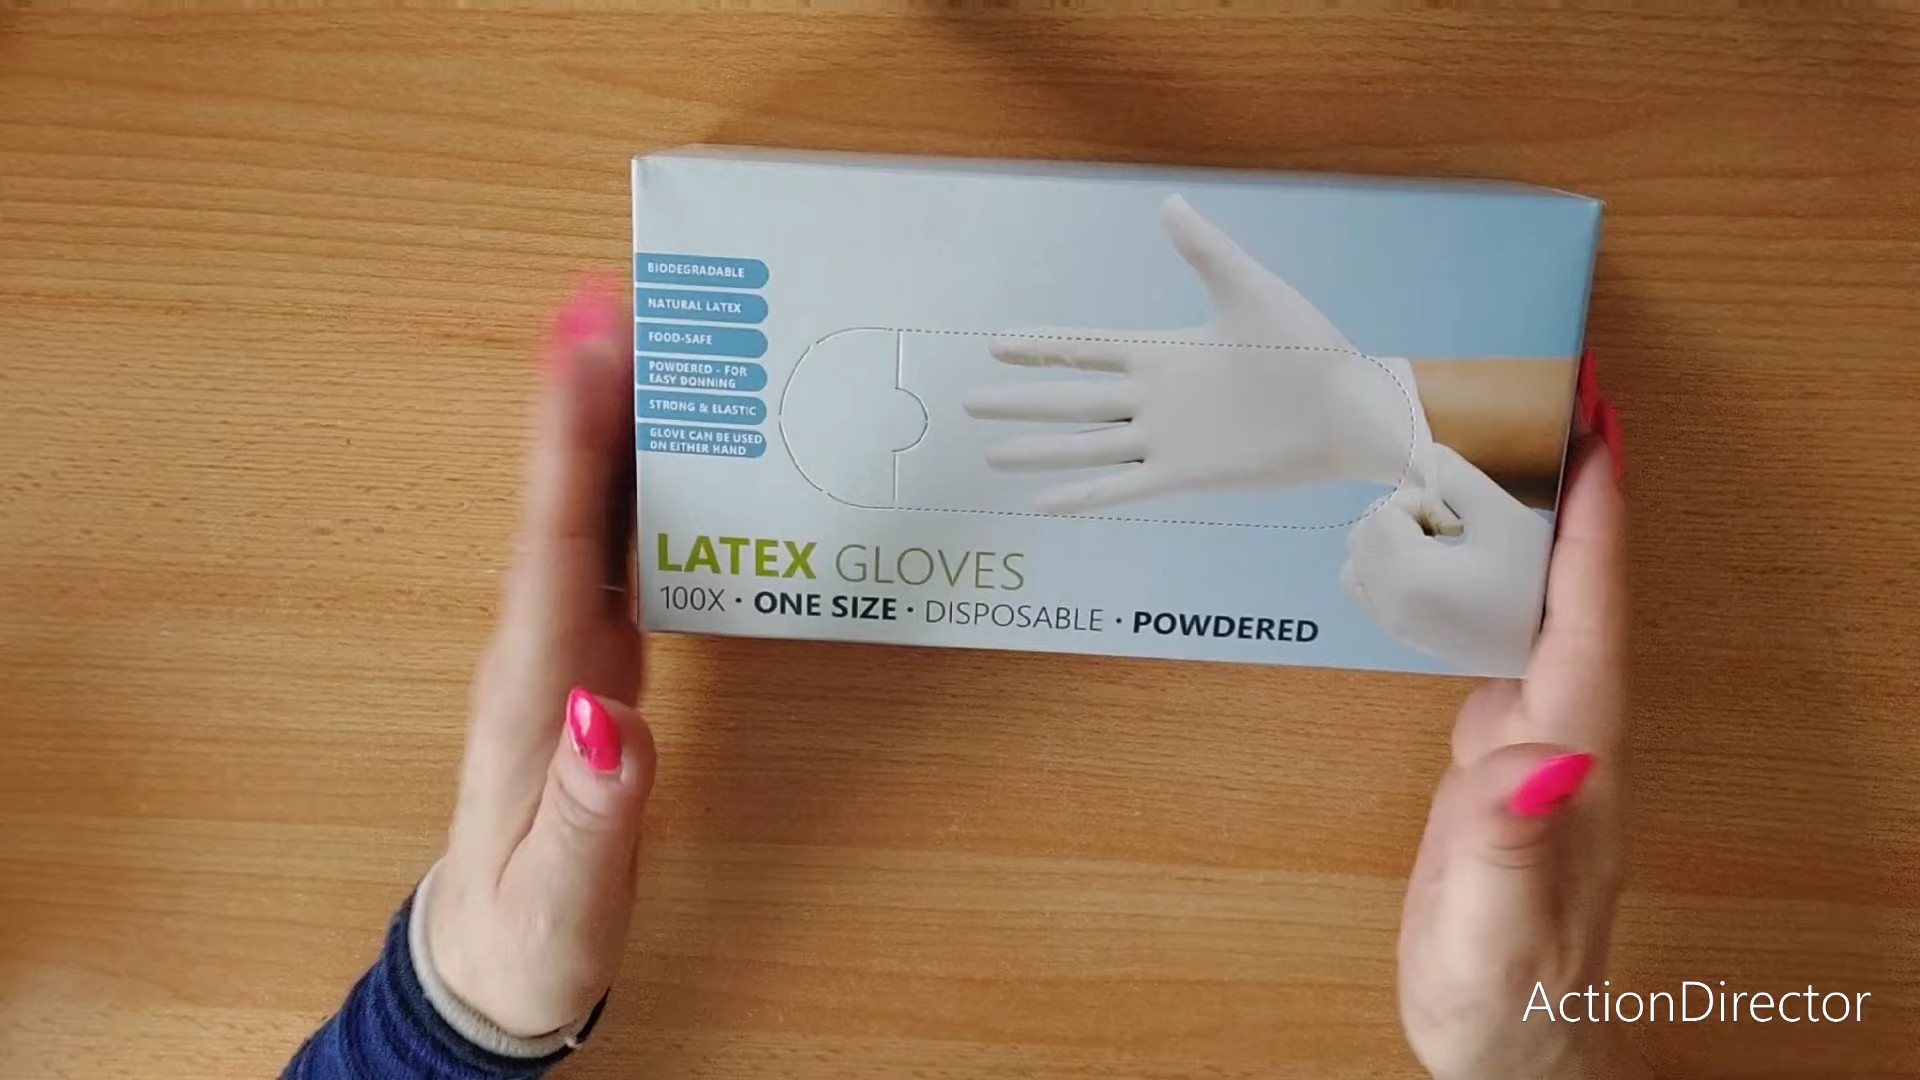 BIODEGRADABLE
NATURAL LATEX
FOOD-SAFE
POWDERED - FOR
EASY DONNING
STRONG & ELASTIC
GLOVE CAN BE USED
ON EITHER HAND
LATEX GLOVES
100X · ONE SIZE · DISPOSABLE · POWDERED
ActionDirector